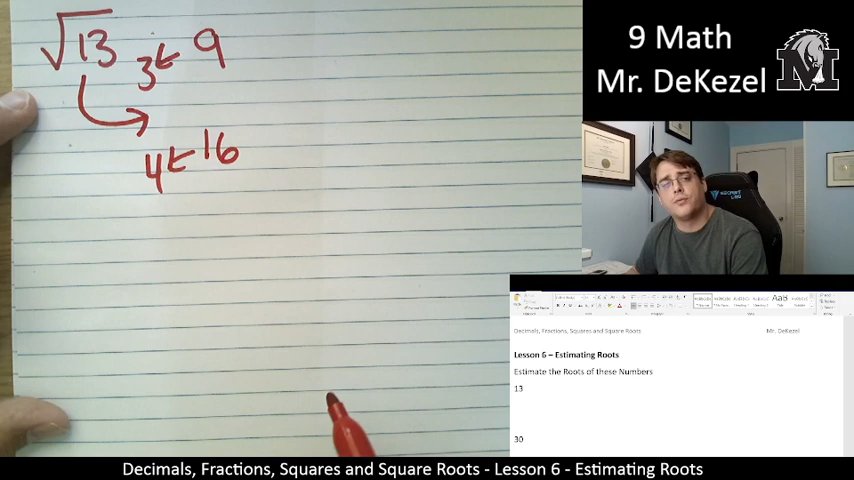 √13 3 ← 9
4 ← 16
9 Math
Mr. DeKezel
M
Decimals, Fractions, Squares and Square Roots Mr. DeKezel
Lesson 6 – Estimating Roots
Estimate the Roots of these Numbers
13
30
Decimals, Fractions, Squares and Square Roots - Lesson 6 - Estimating Roots